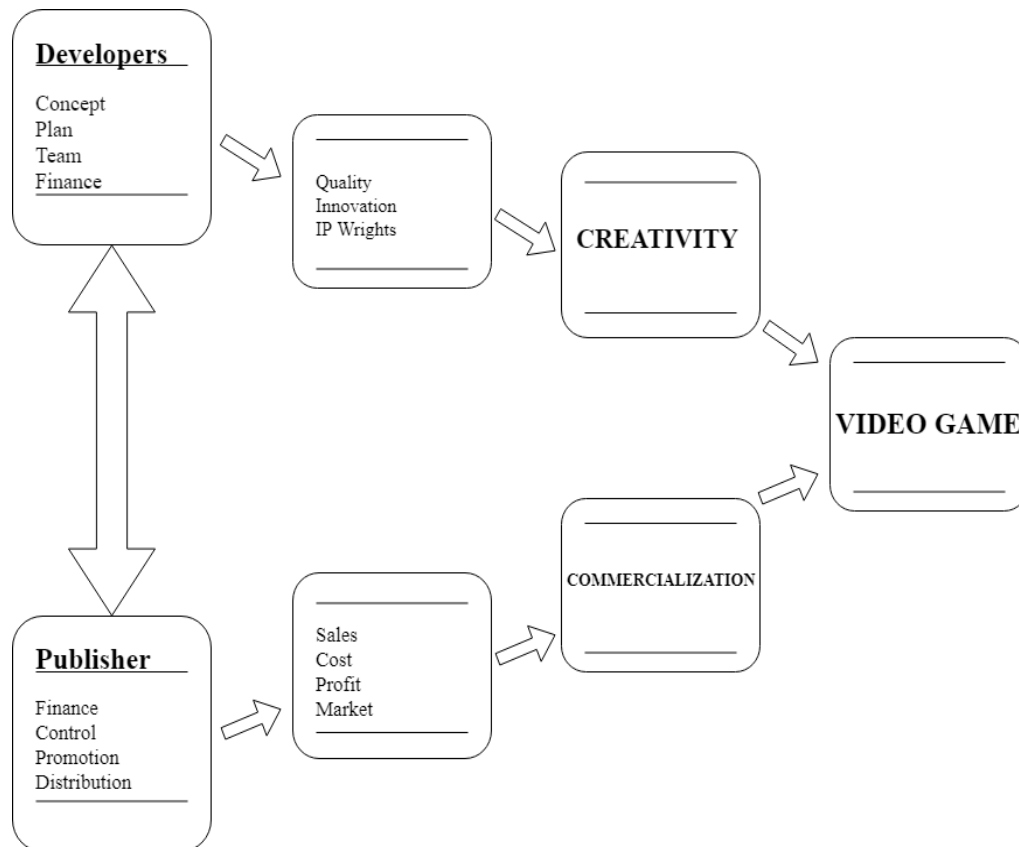 Developers
Concept
Plan
Team
Finance
Quality
Innovation
IP Wrights
CREATIVITY
VIDEO GAME
COMMERCIALIZATION
Publisher
Finance
Control
Promotion
Distribution
Sales
Cost
Profit
Market